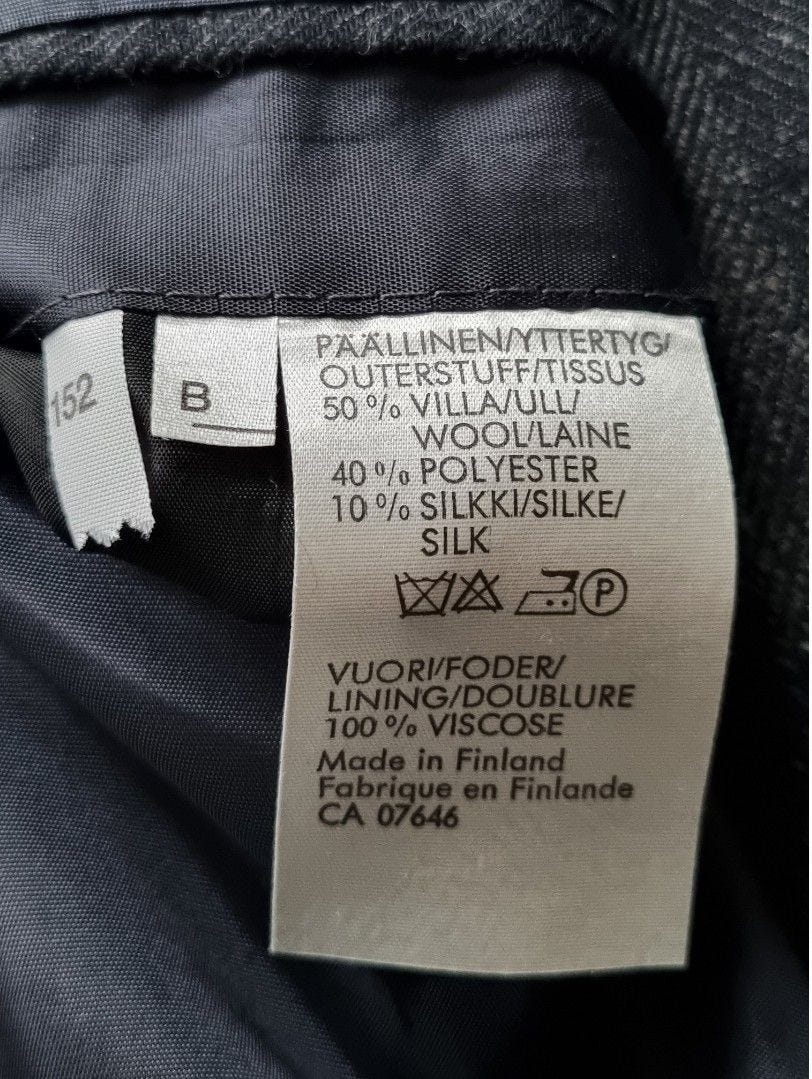 152
B
PÄÄLLINEN/YTTERTYG/
OUTERSTUFF/TISSUS
50 % VILLA/ULL/
WOOL/LAINE
40 % POLYESTER
10 % SILKKI/SILKE/
SILK
P
VUORI/FODER/
LINING/DOUBLURE
100 % VISCOSE
Made in Finland
Fabrique en Finlande
CA 07646